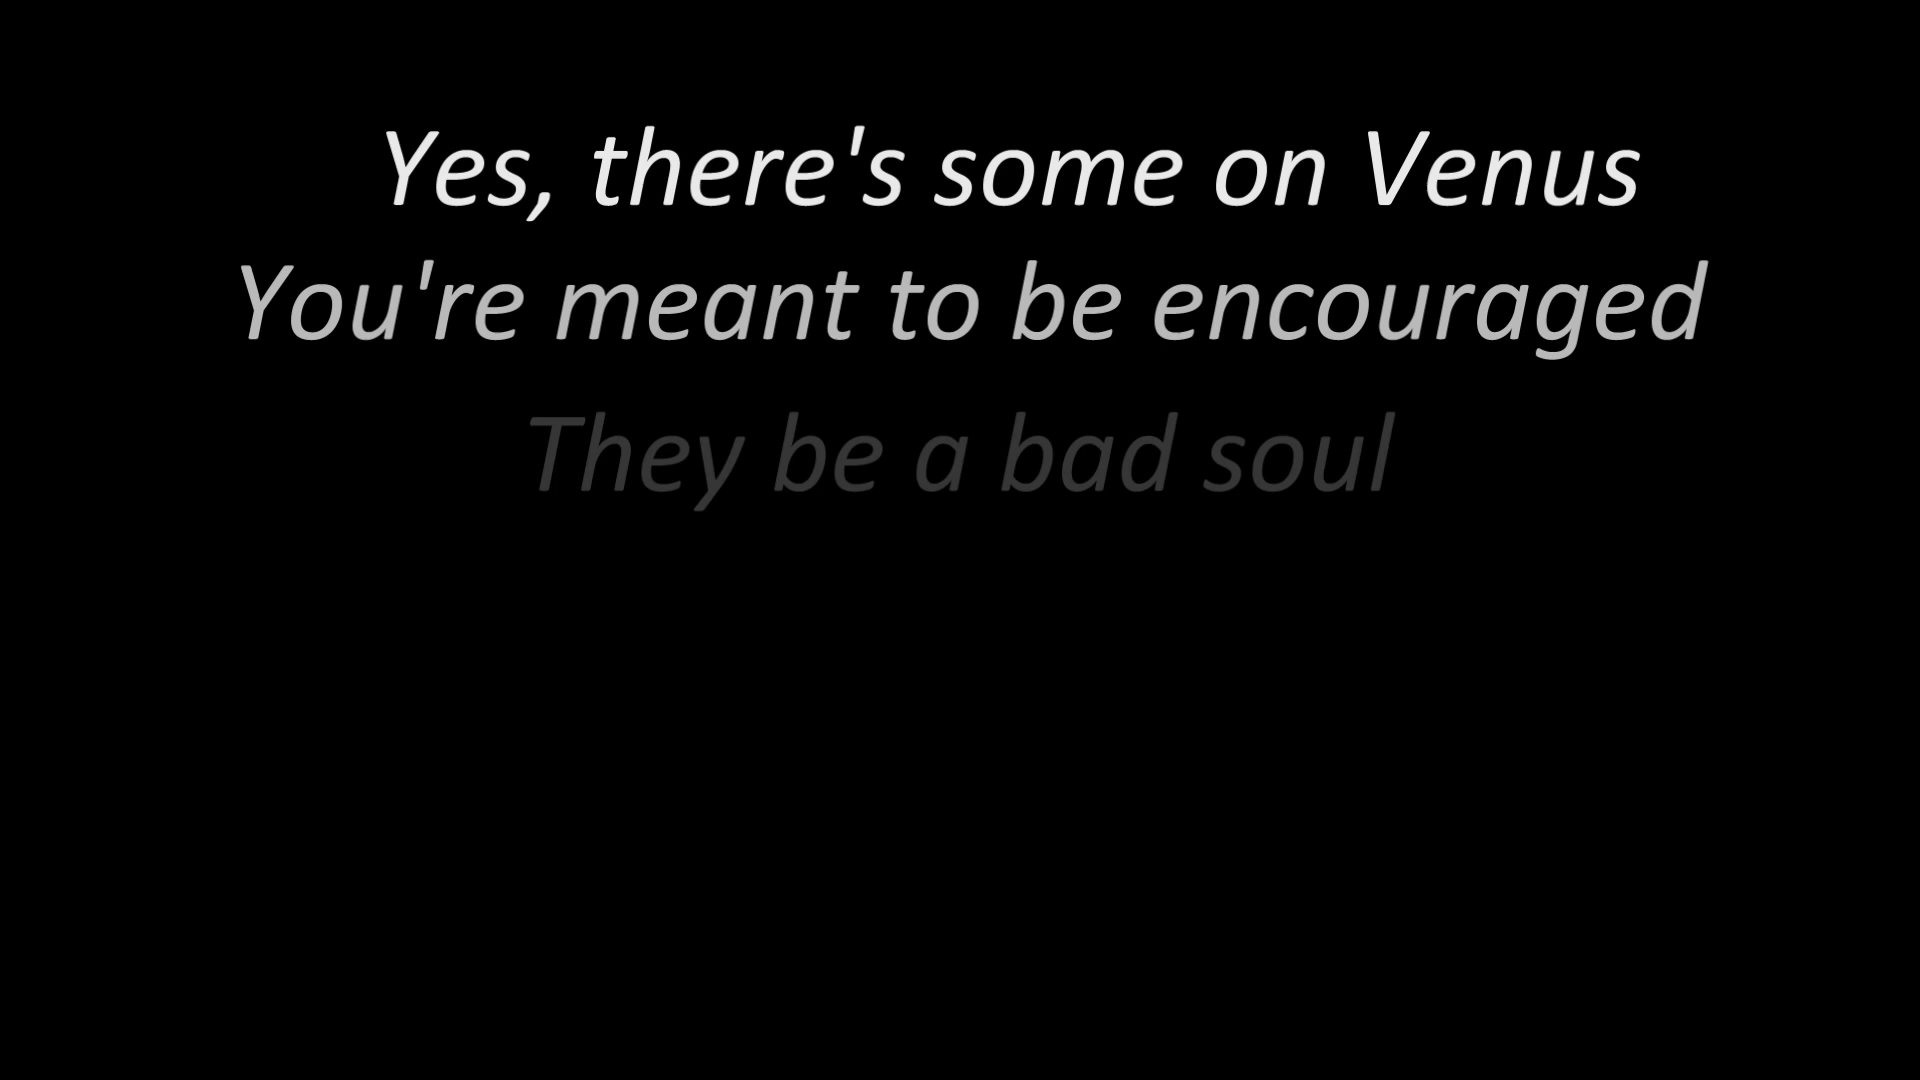 Yes, there's some on Venus
You're meant to be encouraged
They be a bad soul